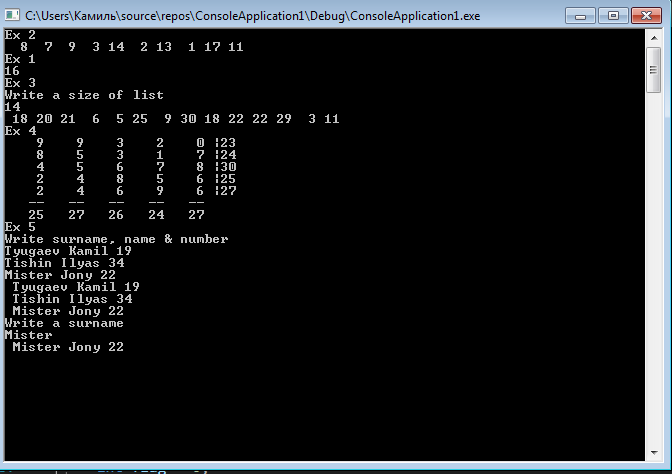 C:\Users\Камиль\source\repos\ConsoleApplication1\Debug\ConsoleApplication1.exe
Ex 2
8 7 9 3 14 2 13 1 17 11
Ex 1
16
Ex 3
Write a size of list
14
18 20 21 6 5 25 9 30 18 22 22 29 3 11
Ex 4
9 9 3 2 0 ¦23
8 5 3 1 7 ¦24
4 5 6 7 8 ¦30
2 4 8 5 6 ¦25
2 4 6 9 6 ¦27
-- -- -- -- --
25 27 26 24 27
Ex 5
Write surname, name & number
Tyugaev Kamil 19
Tishin Ilyas 34
Mister Jony 22
Tyugaev Kamil 19
Tishin Ilyas 34
Mister Jony 22
Write a surname
Mister
Mister Jony 22